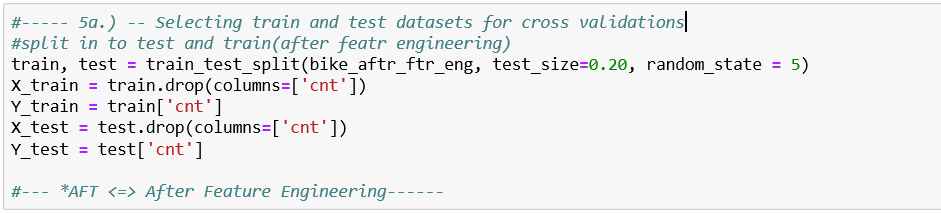 #----- 5a.) -- Selecting train and test datasets for cross validations
#split in to test and train(after featr engineering)
train, test = train_test_split(bike_aftr_ftr_eng, test_size=0.20, random_state = 5)
X_train = train.drop(columns=['cnt'])
Y_train = train['cnt']
X_test = test.drop(columns=['cnt'])
Y_test = test['cnt']
#--- *AFT <=> After Feature Engineering------